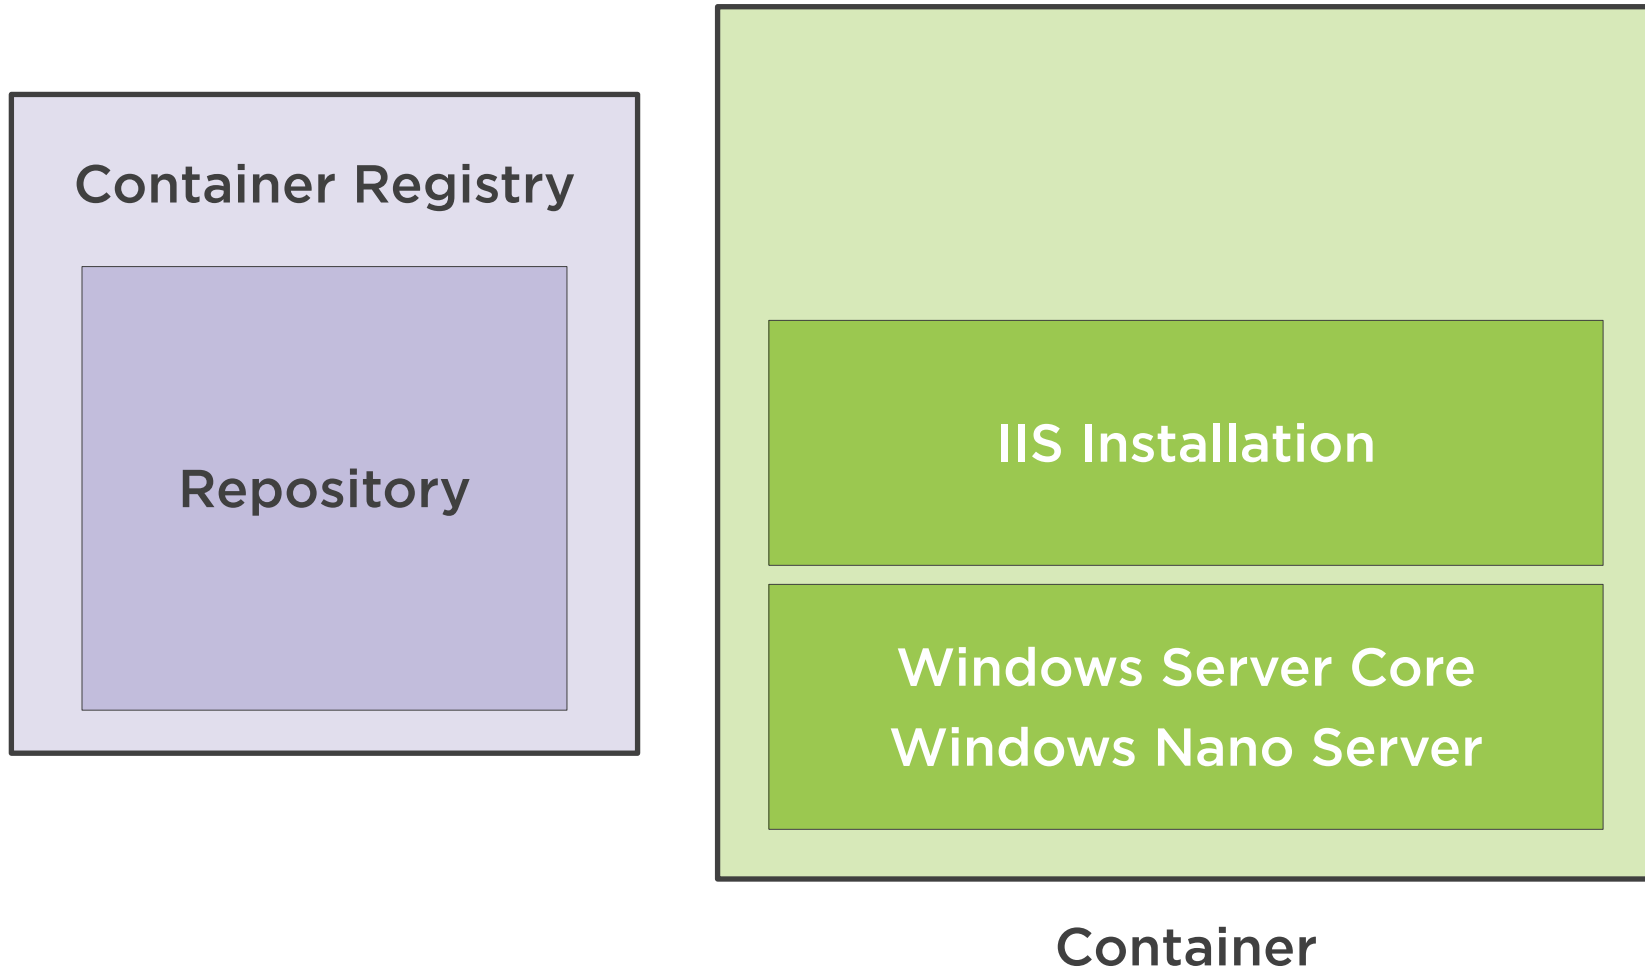 Container Registry
Repository
IIS Installation
Windows Server Core
Windows Nano Server
Container